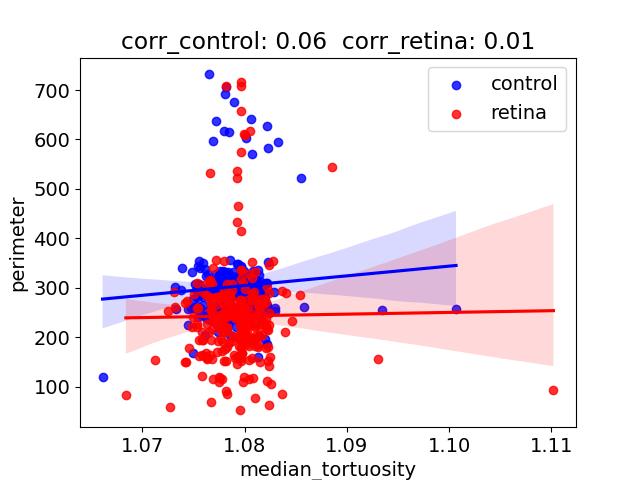 corr_control: 0.06  corr_retina: 0.01
control
retina
perimeter
700
600
500
400
300
200
100
1.07
1.08
1.09
1.10
1.11
median_tortuosity